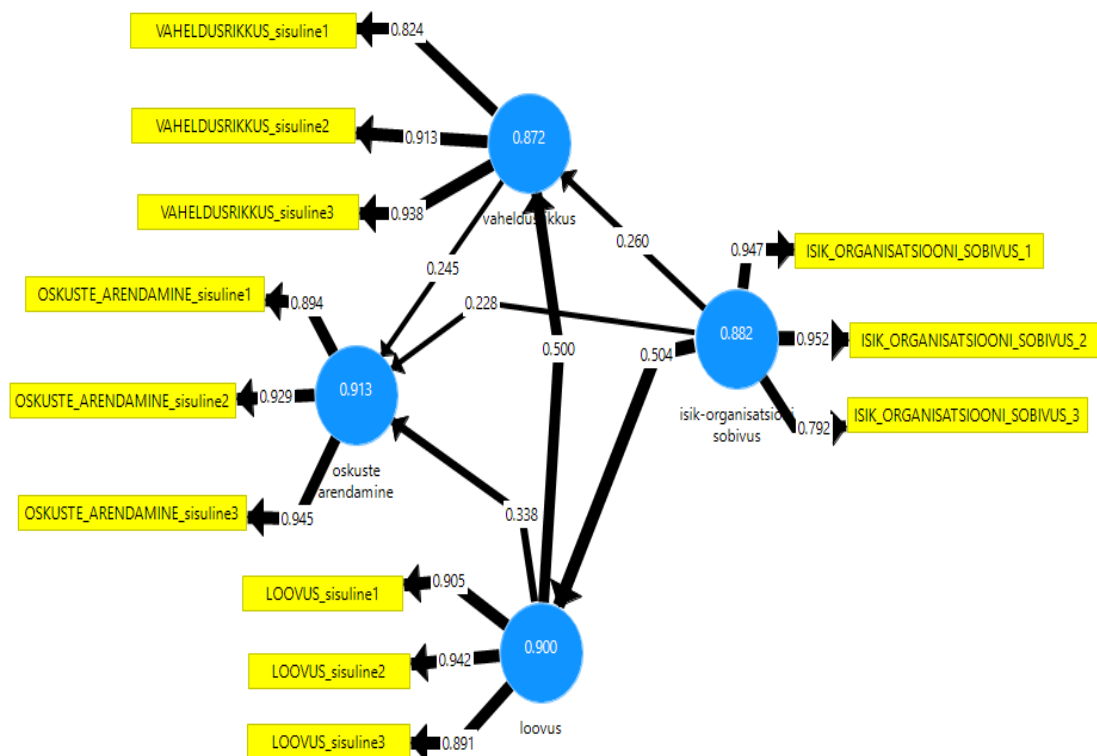 VAHELDUSRIKKUS_sisuline1
0.824
VAHELDUSRIKKUS_sisuline2
0.913
0.872
VAHELDUSRIKKUS_sisuline3
0.938
vaheldusrikkus
0.260
0.947
ISIK_ORGANISATSIOONI_SOBIVUS_1
0.245
OSKUSTE_ARENDAMINE_sisuline1
0.894
0.228
0.882
0.952
ISIK_ORGANISATSIOONI_SOBIVUS_2
0.500
0.504
OSKUSTE_ARENDAMINE_sisuline2
0.929
0.913
isik-organisatsiooni
sobivus
0.792
ISIK_ORGANISATSIOONI_SOBIVUS_3
oskuste
arendamine
OSKUSTE_ARENDAMINE_sisuline3
0.945
0.338
LOOVUS_sisuline1
0.905
LOOVUS_sisuline2
0.942
0.900
LOOVUS_sisuline3
0.891
loovus